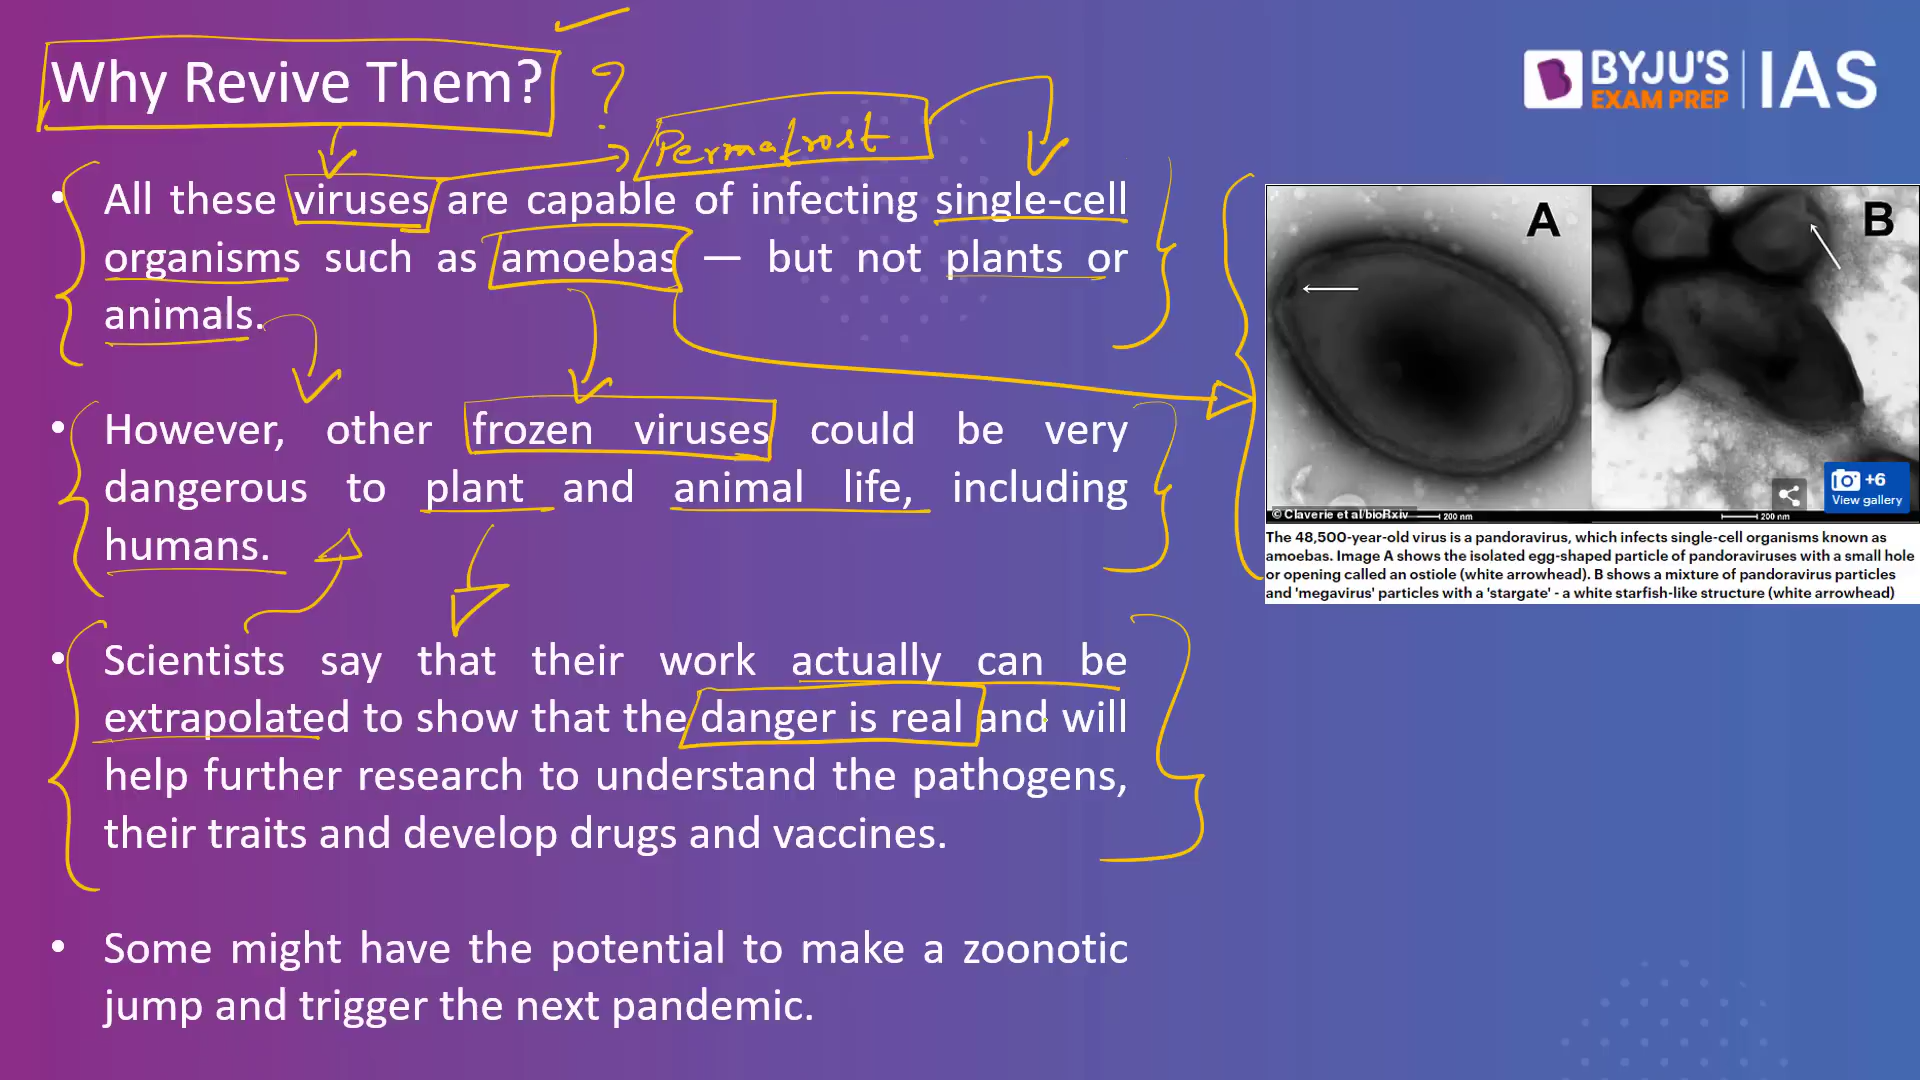 Why Revive Them?
?
Permafrost
BYJU'S
EXAM PREP
IAS
• All these viruses are capable of infecting single-cell
organisms such as amoebas — but not plants or
animals.
• However, other frozen viruses could be very
dangerous to plant and animal life, including
humans.
• Scientists say that their work actually can be
extrapolated to show that the danger is real and will
help further research to understand the pathogens,
their traits and develop drugs and vaccines.
• Some might have the potential to make a zoonotic
jump and trigger the next pandemic.
A
B
+6
View gallery
© Claverie et al/bioRxiv
200 nm
200 nm
The 48,500-year-old virus is a pandoravirus, which infects single-cell organisms known as
amoebas. Image A shows the isolated egg-shaped particle of pandoraviruses with a small hole
or opening called an ostiole (white arrowhead). B shows a mixture of pandoravirus particles
and 'megavirus' particles with a 'stargate' - a white starfish-like structure (white arrowhead)